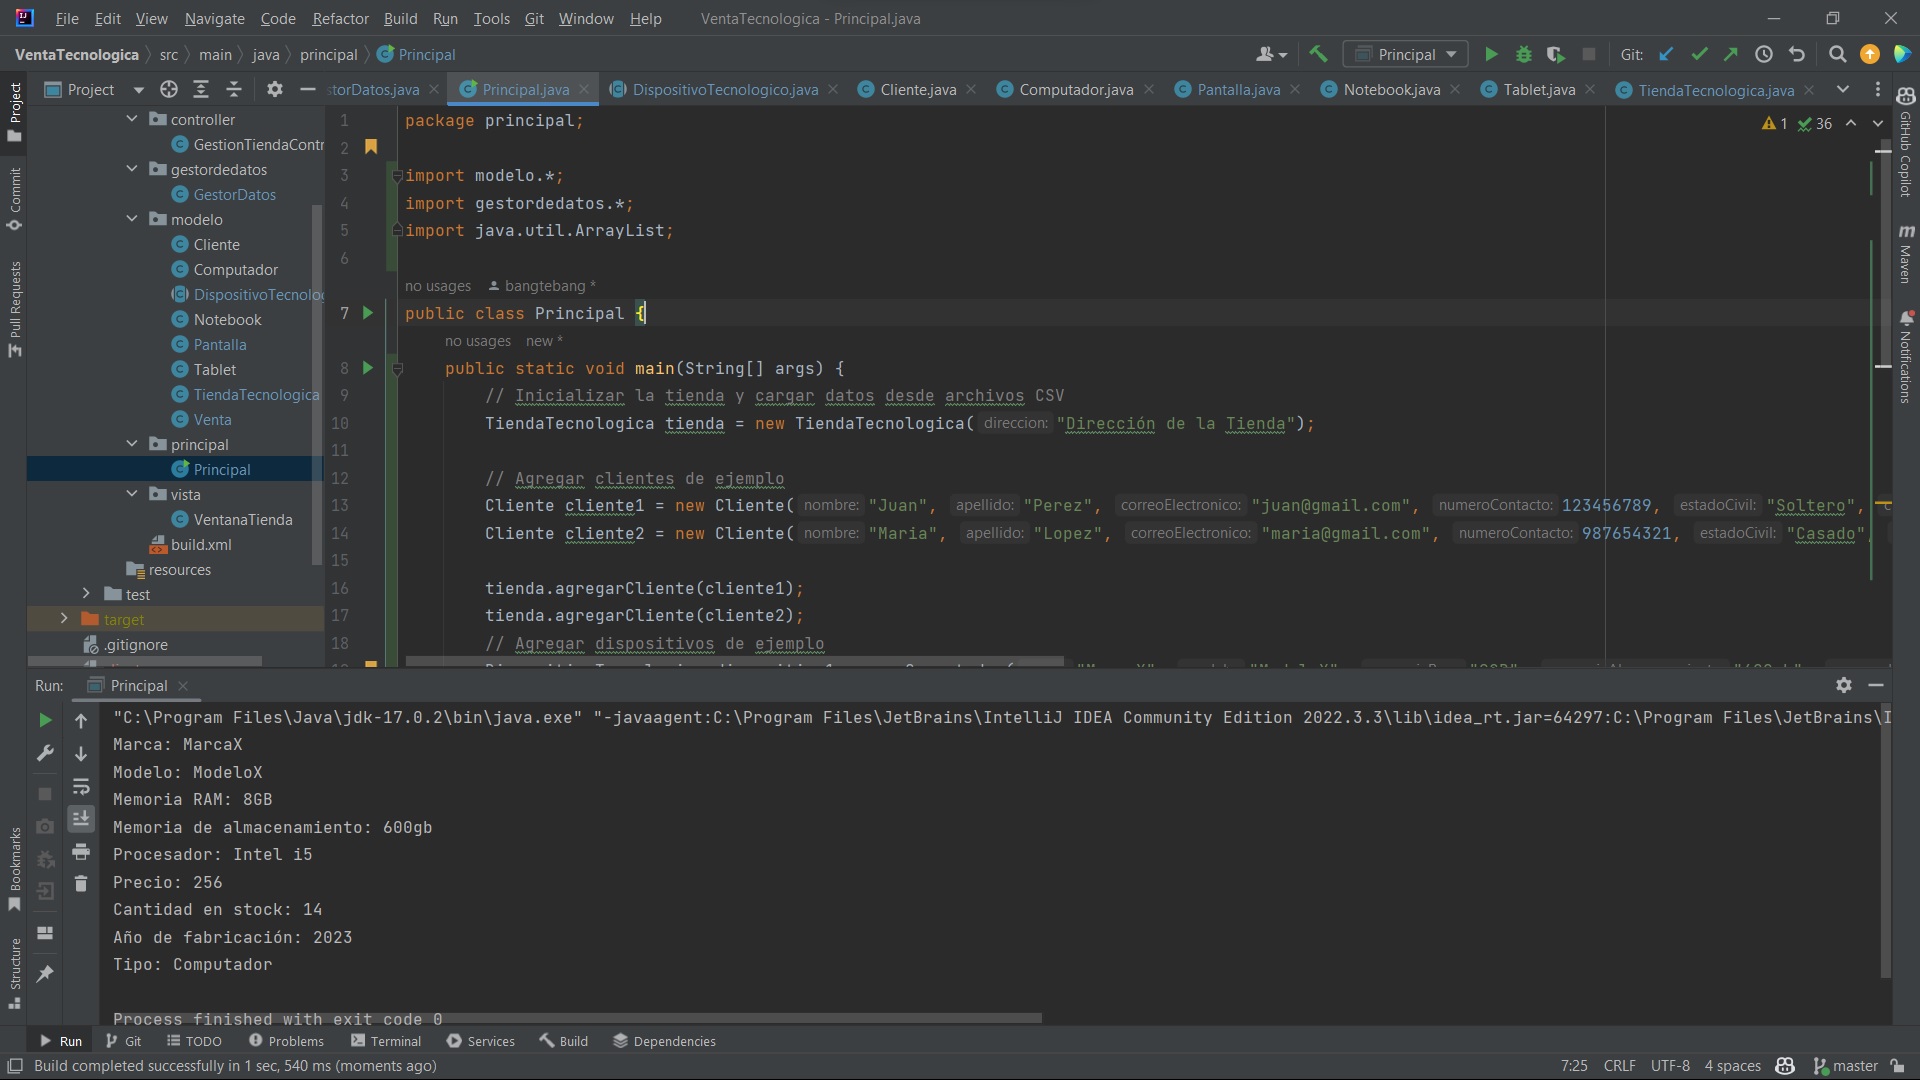 File Edit View Navigate Code Refactor Build Run Tools Git Window Help VentaTecnologica - Principal.java
VentaTecnologica src main java principal Principal
Principal Git:
Project
storDatos.java Principal.java DispositivoTecnologico.java Cliente.java Computador.java Pantalla.java Notebook.java Tablet.java TiendaTecnologica.java
Project
Commit
Pull Requests
Bookmarks
Structure
controller
GestionTiendaContr
gestordedatos
GestorDatos
modelo
Cliente
Computador
DispositivoTecnolog
Notebook
Pantalla
Tablet
TiendaTecnologica
Venta
principal
Principal
vista
VentanaTienda
build.xml
resources
test
target
.gitignore
1 package principal;
2
3 import modelo.*;
4 import gestordedatos.*;
5 import java.util.ArrayList;
6
no usages bangtebang *
7 public class Principal {
no usages new *
8 public static void main(String[] args) {
9 // Inicializar la tienda y cargar datos desde archivos CSV
10 TiendaTecnologica tienda = new TiendaTecnologica( direccion: "Dirección de la Tienda");
11
12 // Agregar clientes de ejemplo
13 Cliente cliente1 = new Cliente( nombre: "Juan", apellido: "Perez", correoElectronico: "juan@gmail.com", numeroContacto: 123456789, estadoCivil: "Soltero",
14 Cliente cliente2 = new Cliente( nombre: "Maria", apellido: "Lopez", correoElectronico: "maria@gmail.com", numeroContacto: 987654321, estadoCivil: "Casado",
15
16 tienda.agregarCliente(cliente1);
17 tienda.agregarCliente(cliente2);
18 // Agregar dispositivos de ejemplo
1 36
GitHub Copilot
Maven
Notifications
Run: Principal
"C:\Program Files\Java\jdk-17.0.2\bin\java.exe" "-javaagent:C:\Program Files\JetBrains\IntelliJ IDEA Community Edition 2022.3.3\lib\idea_rt.jar=64297:C:\Program Files\JetBrains\I
Marca: MarcaX
Modelo: ModeloX
Memoria RAM: 8GB
Memoria de almacenamiento: 600gb
Procesador: Intel i5
Precio: 256
Cantidad en stock: 14
Año de fabricación: 2023
Tipo: Computador
Process finished with exit code 0
Run Git TODO Problems Terminal Services Build Dependencies
Build completed successfully in 1 sec, 540 ms (moments ago) 7:25 CRLF UTF-8 4 spaces master